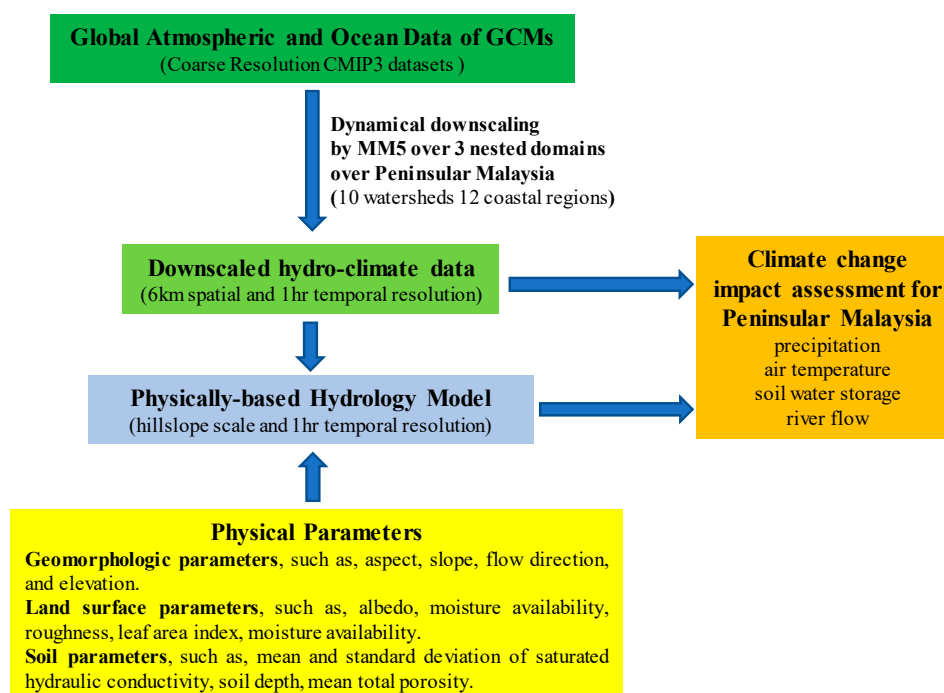 Global Atmospheric and Ocean Data of GCMs
(Coarse Resolution CMIP3 datasets )
Dynamical downscaling
by MM5 over 3 nested domains
over Peninsular Malaysia
(10 watersheds 12 coastal regions)
Downscaled hydro-climate data
(6km spatial and 1hr temporal resolution)
Climate change
impact assessment for
Peninsular Malaysia
precipitation
air temperature
soil water storage
river flow
Physically-based Hydrology Model
(hillslope scale and 1hr temporal resolution)
Physical Parameters
Geomorphologic parameters, such as, aspect, slope, flow direction,
and elevation.
Land surface parameters, such as, albedo, moisture availability,
roughness, leaf area index, moisture availability.
Soil parameters, such as, mean and standard deviation of saturated
hydraulic conductivity, soil depth, mean total porosity.